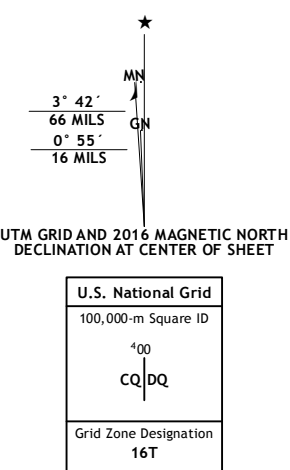 ★
MN
3° 42´
66 MILS
GN
0° 55´
16 MILS
UTM GRID AND 2016 MAGNETIC NORTH
DECLINATION AT CENTER OF SHEET
U.S. National Grid
100,000-m Square ID
⁴00
CQ DQ
Grid Zone Designation
16T